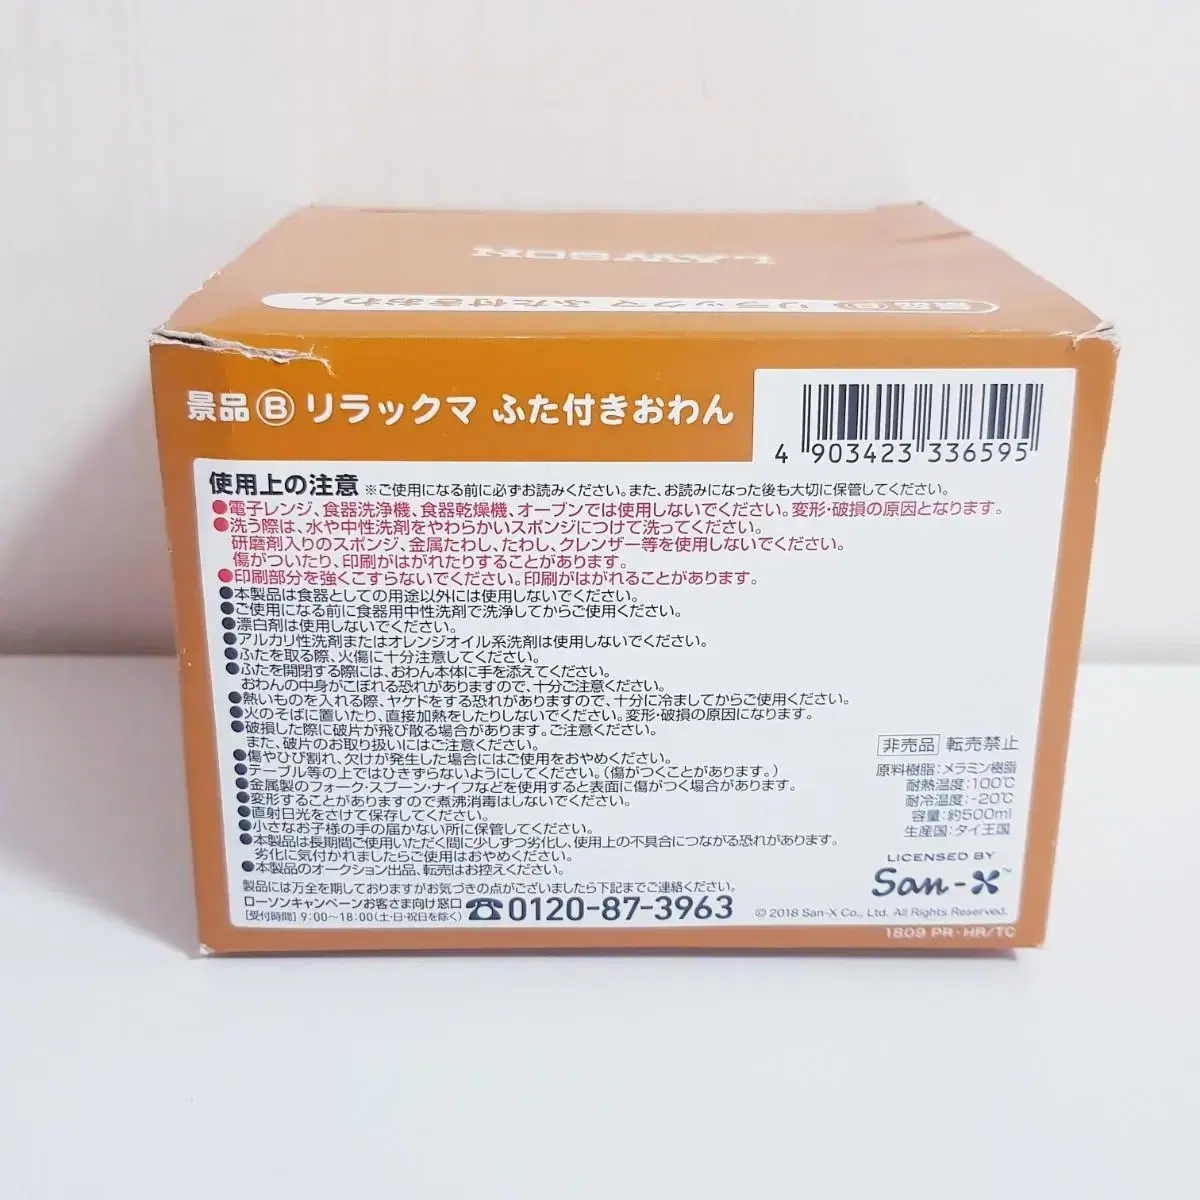 LAWSON
景品Ⓑ リラックマ ふた付きおわん
景品Ⓑ リラックマ ふた付きおわん
4 903423 336595
使用上の注意 ※ご使用になる前に必ずお読みください。また、お読みになった後も大切に保管してください。
●電子レンジ、食器洗浄機、食器乾燥機、オーブンでは使用しないでください。変形・破損の原因となります。
●洗う際は、水や中性洗剤をやわらかいスポンジにつけて洗ってください。
研磨剤入りのスポンジ、金属たわし、たわし、クレンザー等を使用しないでください。
傷がついたり、印刷がはがれたりすることがあります。
●印刷部分を強くこすらないでください。印刷がはがれることがあります。
●本製品は食器としての用途以外には使用しないでください。
●ご使用になる前に食器用中性洗剤で洗浄してからご使用ください。
●漂白剤は使用しないでください。
●アルカリ性洗剤またはオレンジオイル系洗剤は使用しないでください。
●ふたを取る際、火傷に十分注意してください。
●ふたを開閉する際には、おわん本体に手を添えてください。
おわんの中身がこぼれる恐れがありますので、十分ご注意ください。
●熱いものを入れる際、ヤケドをする恐れがありますので、十分に冷ましてからご使用ください。
●火のそばに置いたり、直接加熱をしたりしないでください。変形・破損の原因になります。
●破損した際に破片が飛び散る場合があります。ご注意ください。
また、破片のお取り扱いにはご注意ください。
●傷やひび割れ、欠けが発生した場合にはご使用をおやめください。
●テーブル等の上ではひきずらないようにしてください。（傷がつくことがあります。）
●金属製のフォーク・スプーン・ナイフなどを使用すると表面に傷がつく場合があります。
●変形することがありますので煮沸消毒はしないでください。
●直射日光をさけて保存してください。
●小さなお子様の手の届かない所に保管してください。
●本製品は長期間ご使用いただく間に少しずつ劣化し、使用上の不具合につながる恐れがあります。
劣化に気付かれましたらご使用はおやめください。
●本製品のオークション出品、転売はお控えください。
製品には万全を期しておりますがお気づきの点がございましたら下記までご連絡ください。
ローソンキャンペーンお客さま向け窓口
［受付時間］9:00~18:00（土・日・祝日を除く）
☎0120-87-3963
非売品 転売禁止
原料樹脂：メラミン樹脂
耐熱温度：100℃
耐冷温度：-20℃
容量：約500ml
生産国：タイ王国
LICENSED BY
San-X™
© 2018 San-X Co., Ltd. All Rights Reserved.
1809 PR・HR/TC